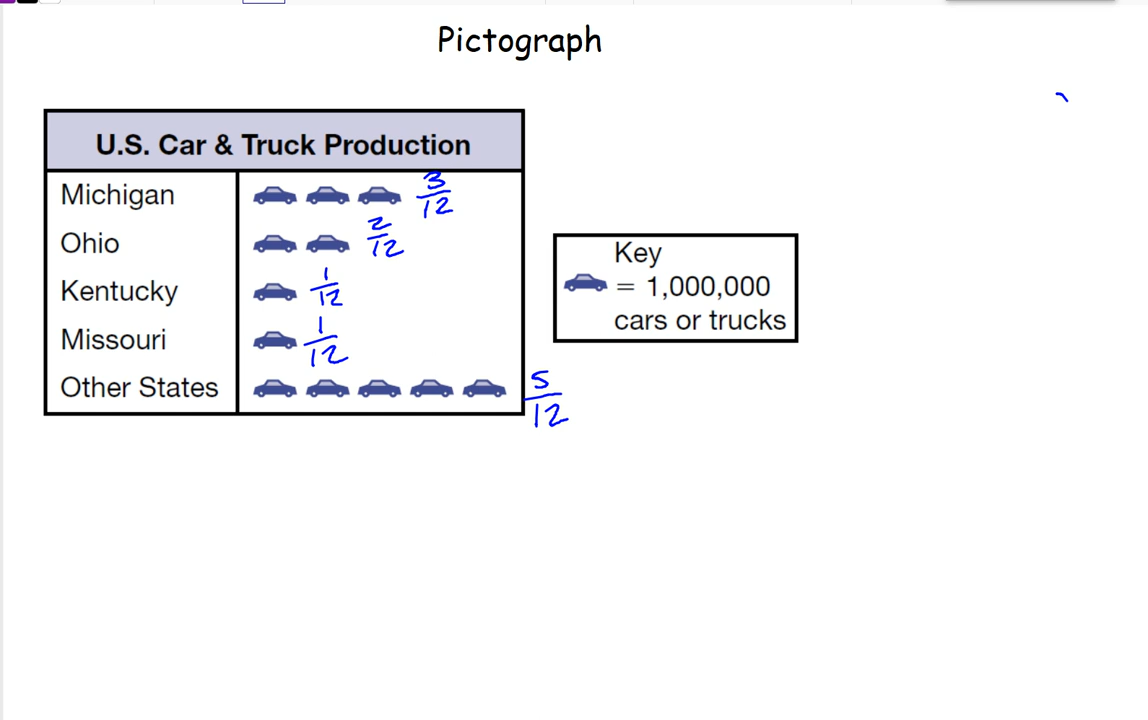 Pictograph
U.S. Car & Truck Production
Michigan 3/12
Ohio 2/12
Kentucky 1/12
Missouri 1/12
Other States 5/12
Key
= 1,000,000
cars or trucks